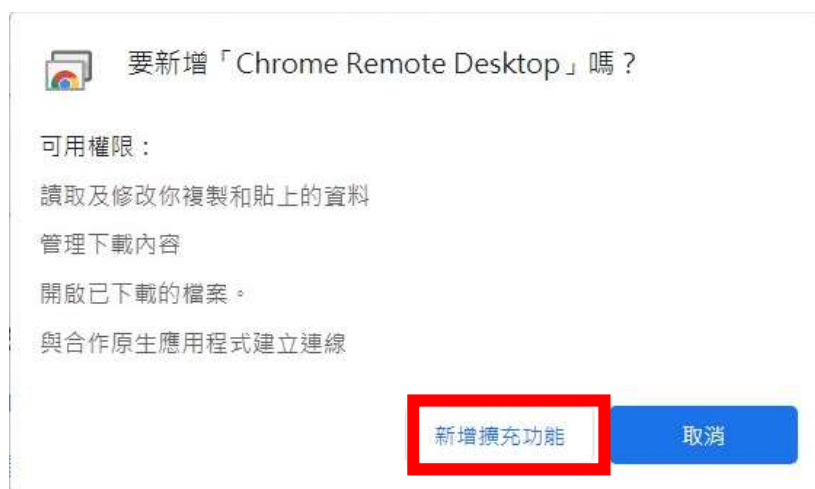 要新增「Chrome Remote Desktop」嗎？
可用權限：
讀取及修改你複製和貼上的資料
管理下載內容
開啟已下載的檔案。
與合作原生應用程式建立連線
新增擴充功能 取消